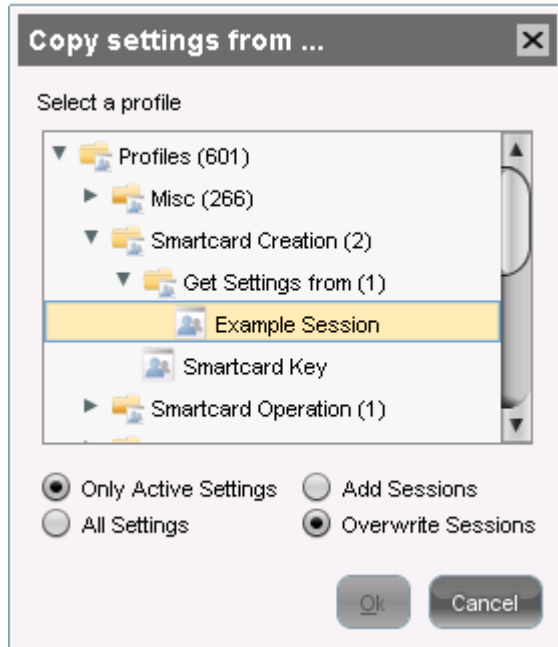 Copy settings from ...
Select a profile
Profiles (601)
Misc (266)
Smartcard Creation (2)
Get Settings from (1)
Example Session
Smartcard Key
Smartcard Operation (1)
Only Active Settings Add Sessions
All Settings Overwrite Sessions
Ok Cancel